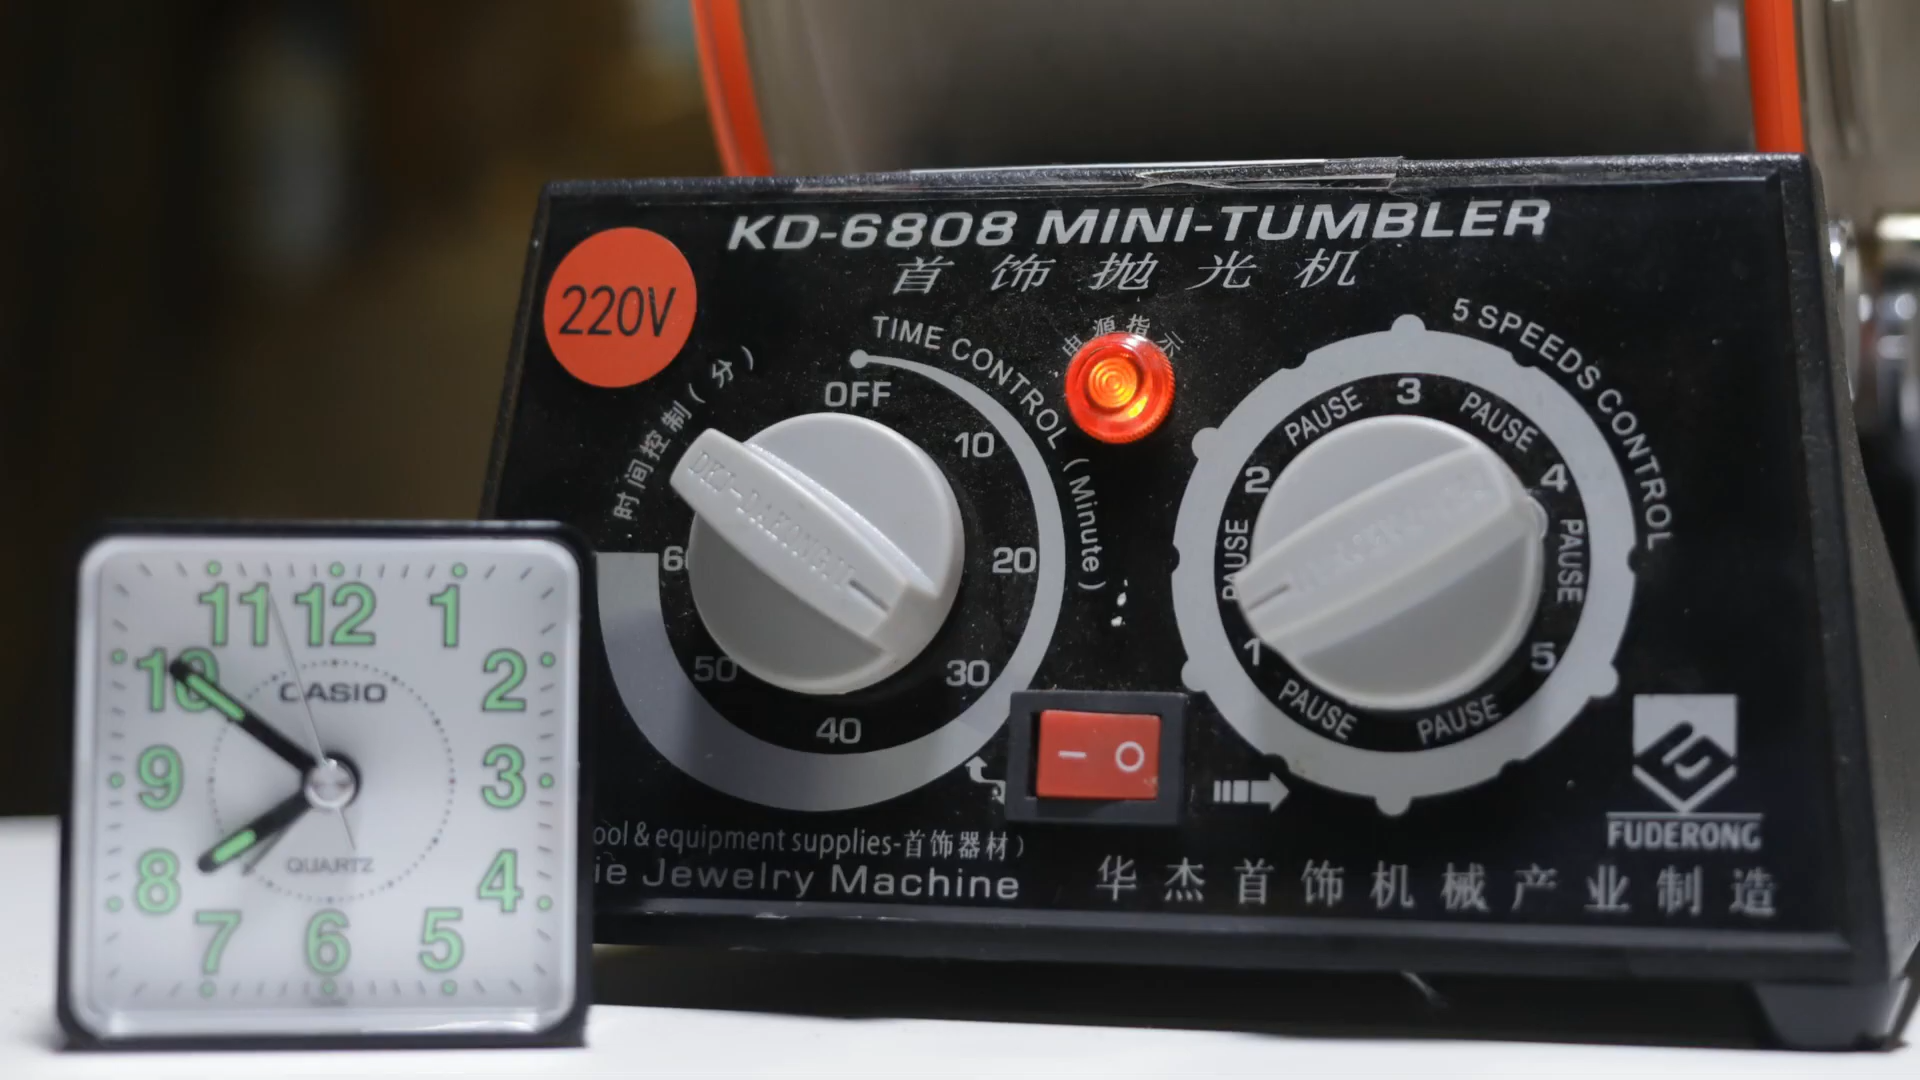 KD-6808 MINI-TUMBLER
首饰抛光机
220V
时间控制(分)
TIME CONTROL (Minute)
OFF
10
20
30
40
50
电源指示
5 SPEEDS CONTROL
PAUSE 3 PAUSE
2 4
PAUSE PAUSE
1 5
PAUSE PAUSE
— O
FUDERONG
ool & equipment supplies-首饰器材)
ie Jewelry Machine
华杰首饰机械产业制造
11 12 1
10 2
CASIO
9 3
QUARTZ
8 4
7 6 5